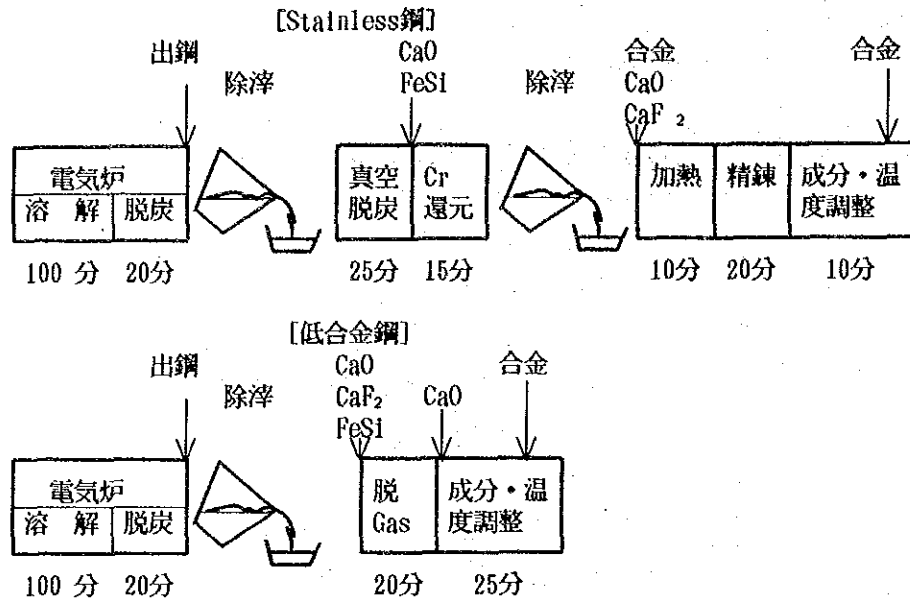 [Stainless鋼]
出鋼
除滓
CaO
FeSi
除滓
合金
CaO
CaF₂
合金
電気炉
溶 解
脱炭
真空
脱炭
Cr
還元
加熱
精錬
成分・温
度調整
100 分
20分
25分
15分
10分
20分
10分
[低合金鋼]
出鋼
除滓
CaO
CaF₂
FeSi
CaO
合金
電気炉
溶 解
脱炭
脱
Gas
成分・温
度調整
100 分
20分
20分
25分